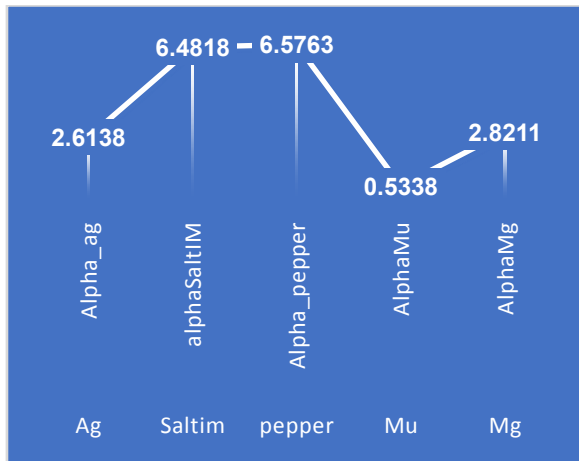 6.4818
6.5763
2.6138
2.8211
0.5338
Alpha_ag
alphaSaltIM
Alpha_pepper
AlphaMu
AlphaMg
Ag
Saltim
pepper
Mu
Mg